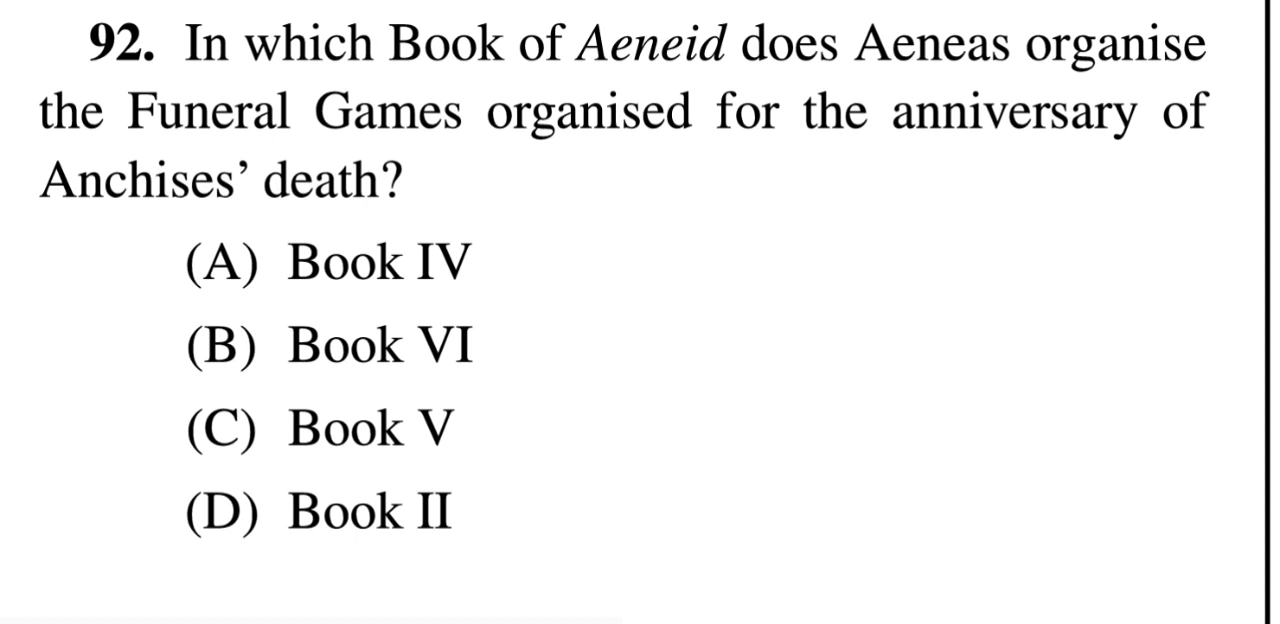 92. In which Book of Aeneid does Aeneas organise
the Funeral Games organised for the anniversary of
Anchises’ death?
(A) Book IV
(B) Book VI
(C) Book V
(D) Book II